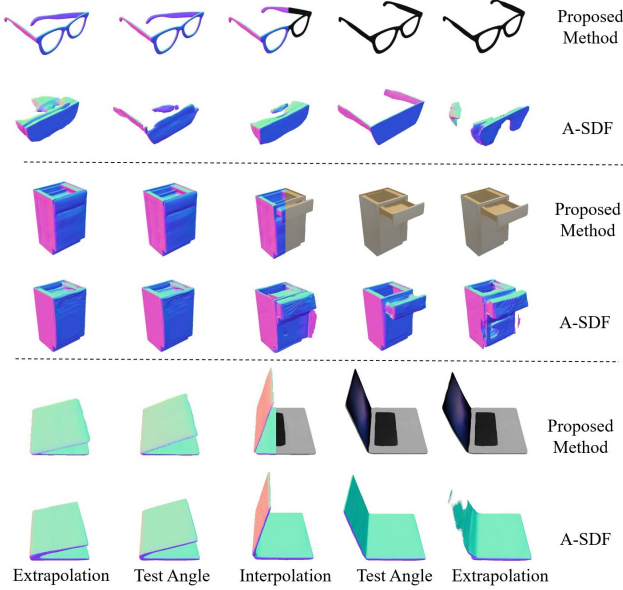 Proposed
Method
A-SDF
Proposed
Method
A-SDF
Proposed
Method
A-SDF
Extrapolation Test Angle Interpolation Test Angle Extrapolation